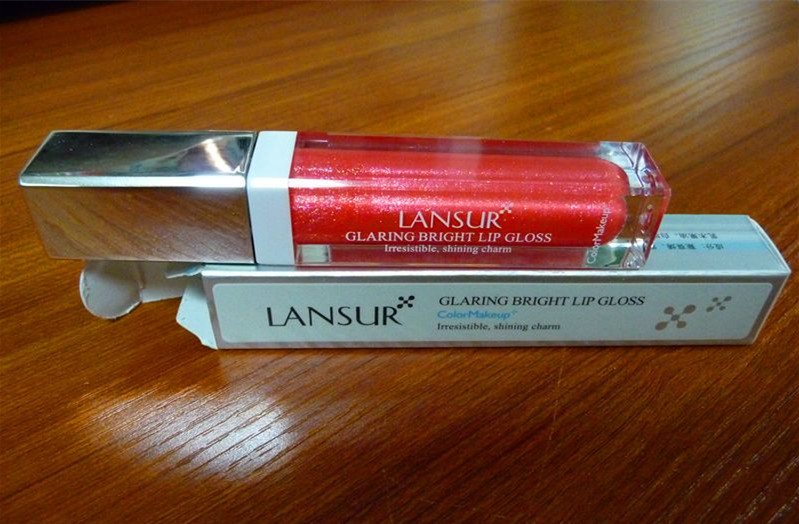 LANSUR
GLARING BRIGHT LIP GLOSS
Irresistible, shining charm
ColorMakeup
LANSUR
GLARING BRIGHT LIP GLOSS
ColorMakeup
Irresistible, shining charm